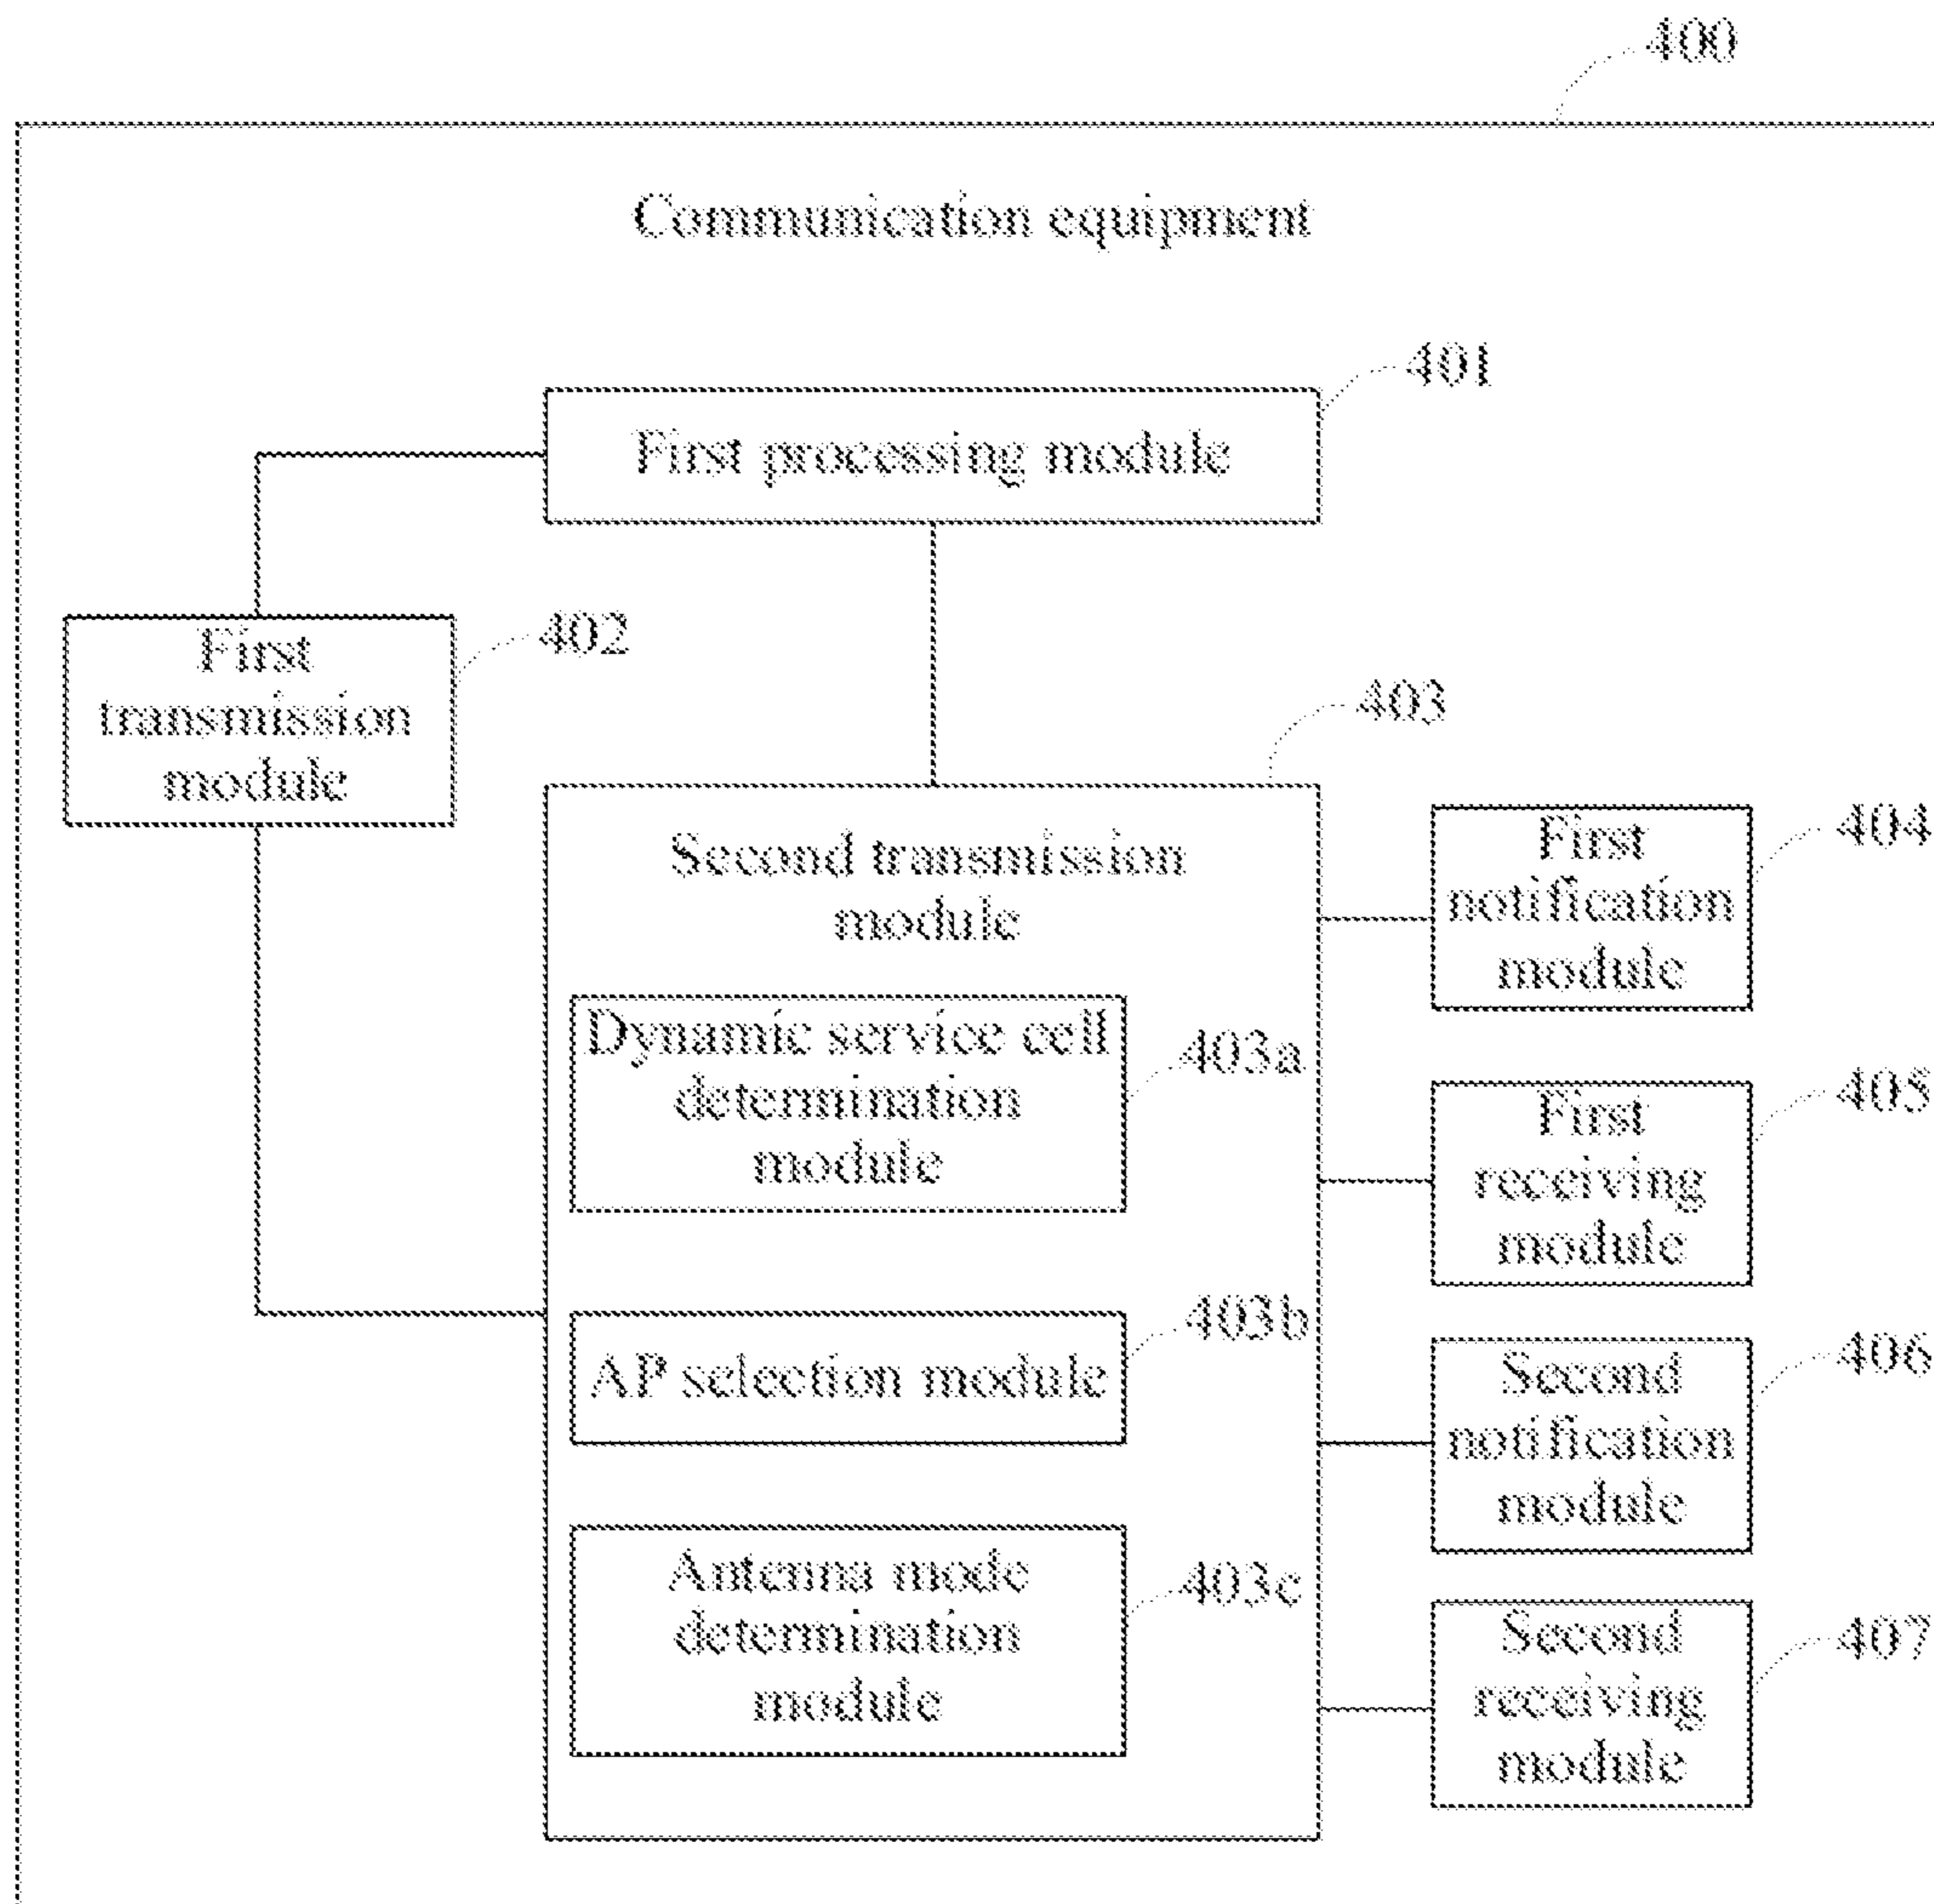 400
Communication equipment
401
First processing module
402
First
transmission
module
403
Second transmission
module
404
First
notification
module
Dynamic service cell
determination
module
403a
405
First
receiving
module
403b
AP selection module
406
Second
notification
module
Antenna mode
determination
module
403c
407
Second
receiving
module